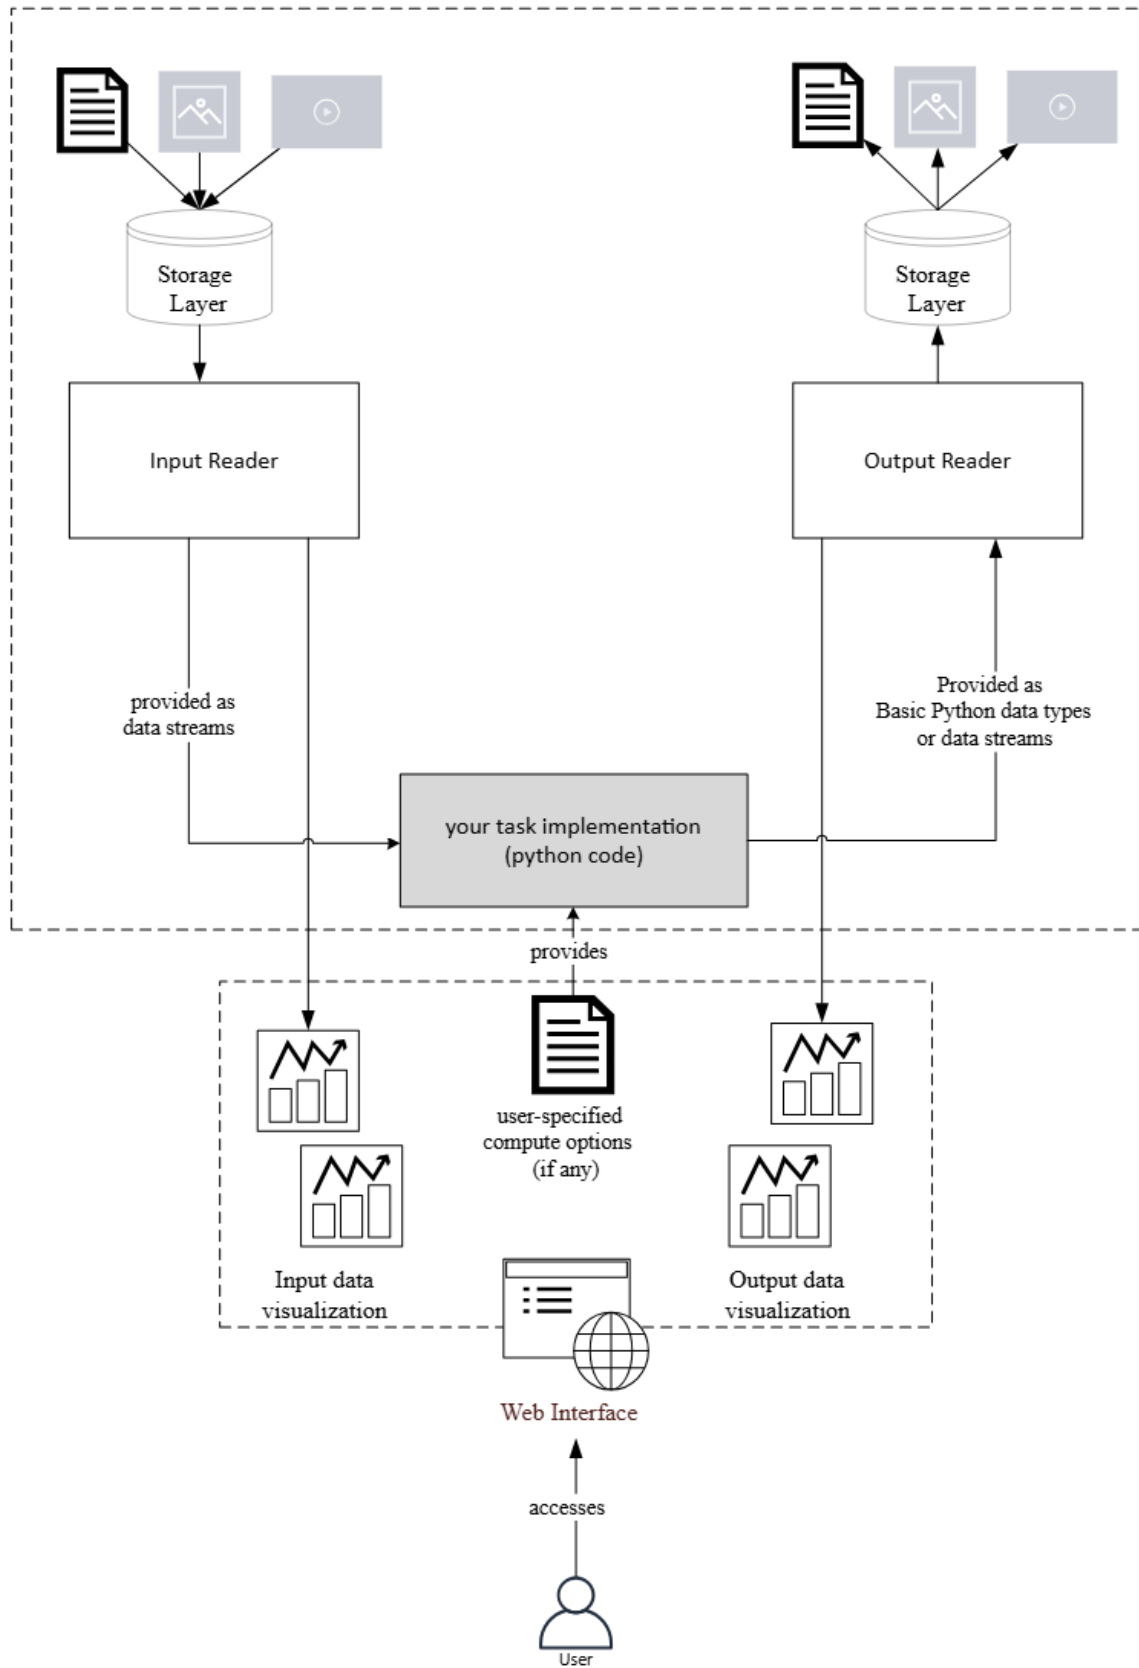 Storage
Layer
Storage
Layer
Input Reader
Output Reader
provided as
data streams
Provided as
Basic Python data types
or data streams
your task implementation
(python code)
provides
user-specified
compute options
(if any)
Input data
visualization
Output data
visualization
Web Interface
accesses
User